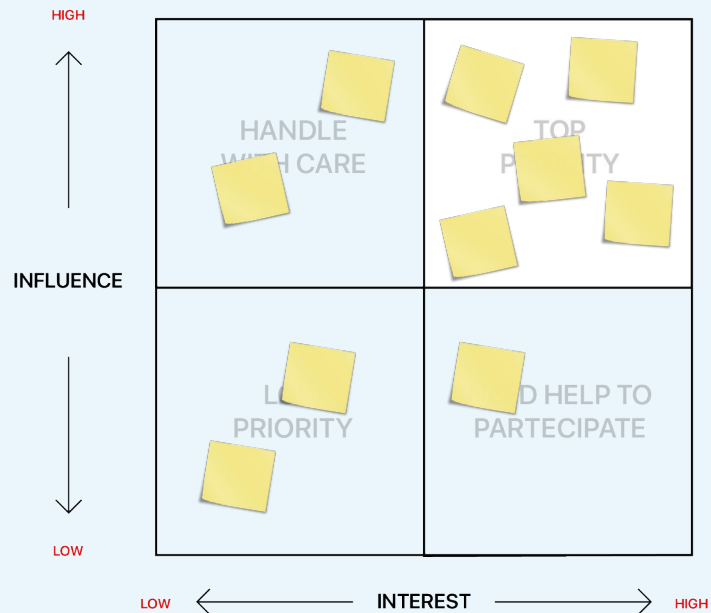 HIGH
HANDLE
CARE
TOP
INFLUENCE
PRIORITY
HELP TO
PARTECIPATE
LOW
LOW
INTEREST
HIGH